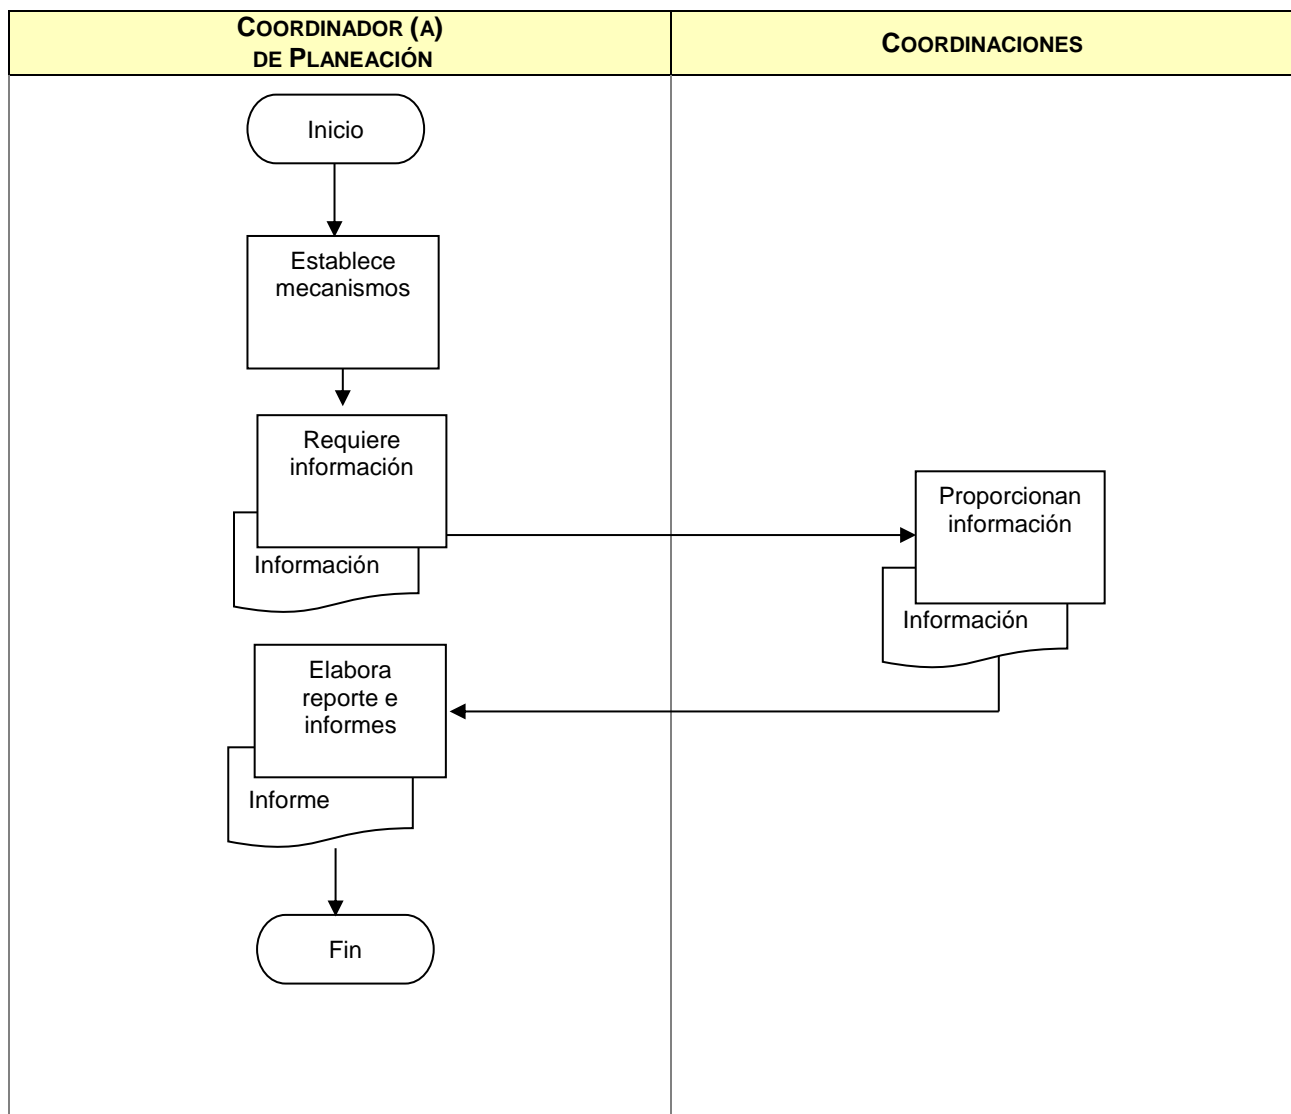 COORDINADOR (A)
DE PLANEACIÓN
COORDINACIONES
Inicio
Establece
mecanismos
Requiere
información
Información
Proporcionan
información
Información
Elabora
reporte e
informes
Informe
Fin